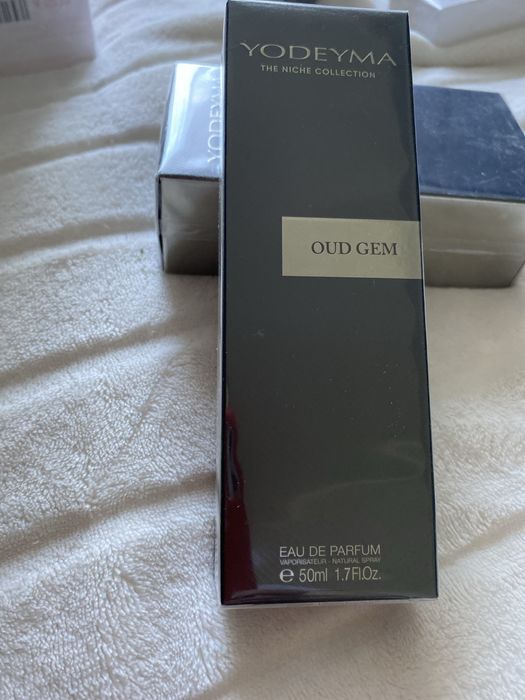 YODEYMA
THE NICHE COLLECTION
OUD GEM
EAU DE PARFUM
VAPORISATEUR - NATURAL SPRAY
℮ 50ml 1.7Fl.Oz.